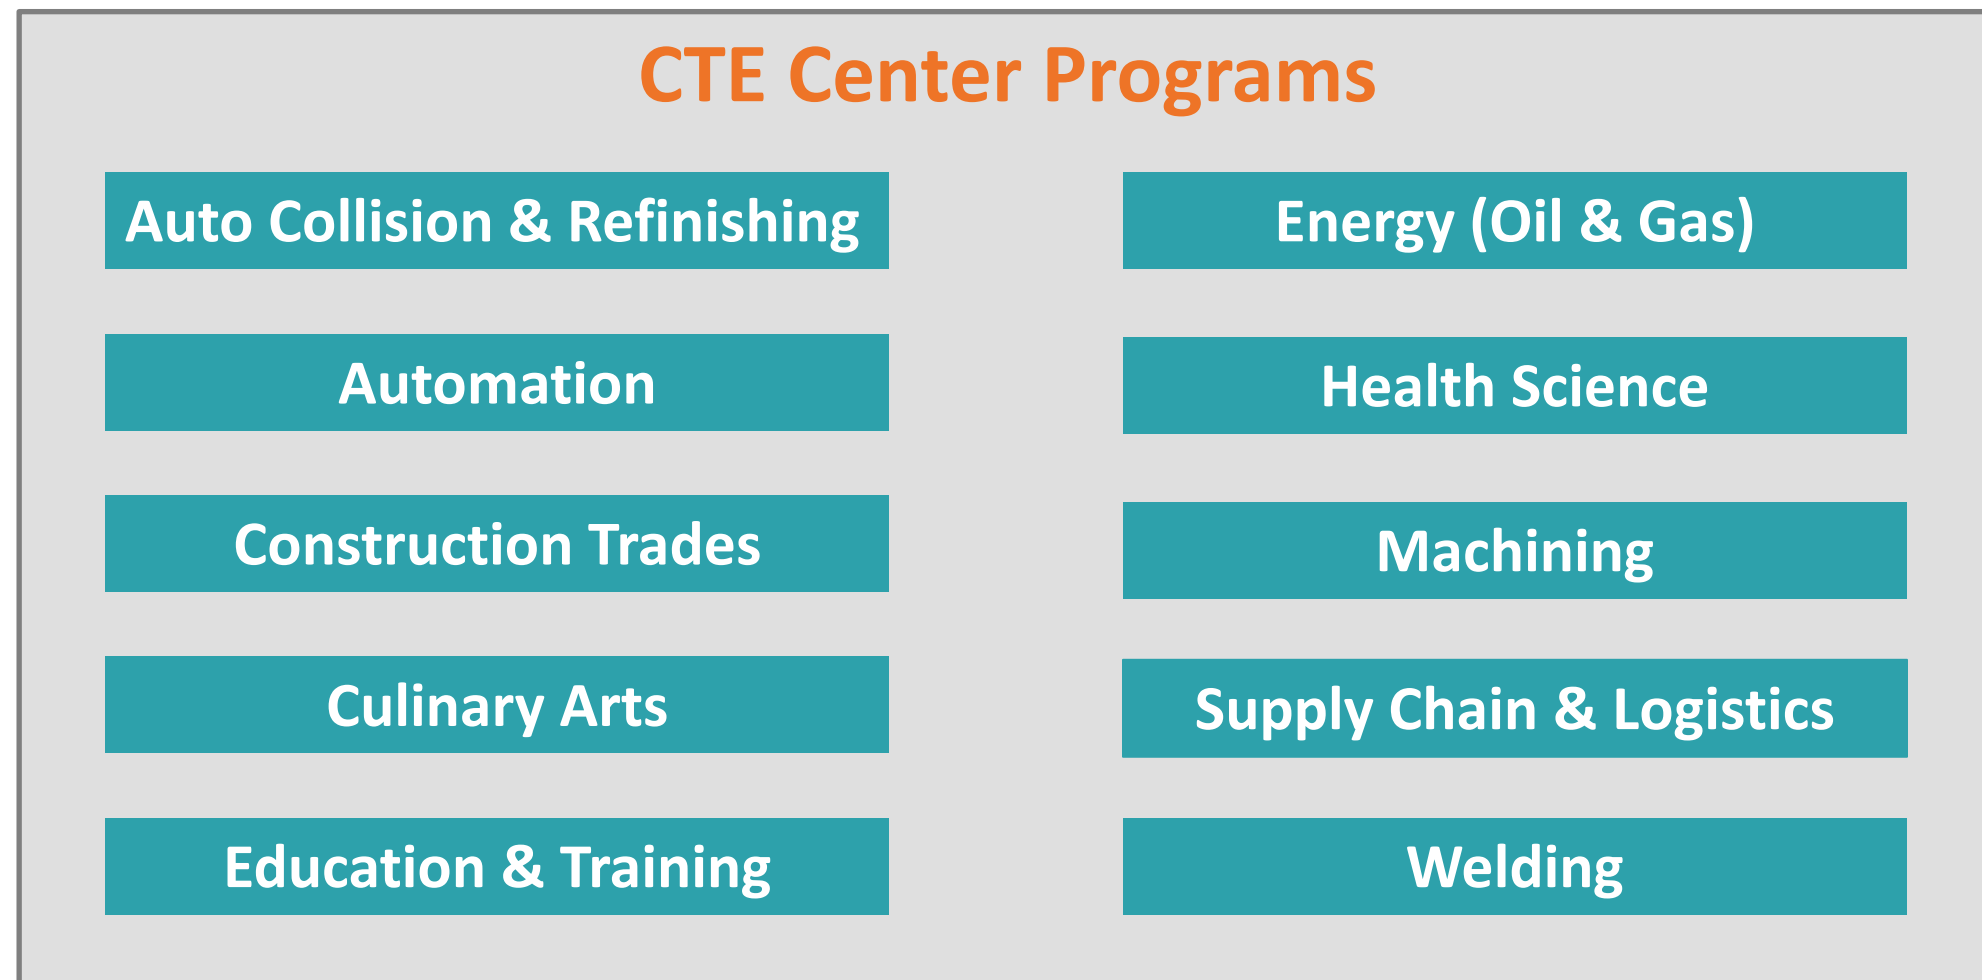 CTE Center Programs
Auto Collision & Refinishing
Automation
Construction Trades
Culinary Arts
Education & Training
Energy (Oil & Gas)
Health Science
Machining
Supply Chain & Logistics
Welding